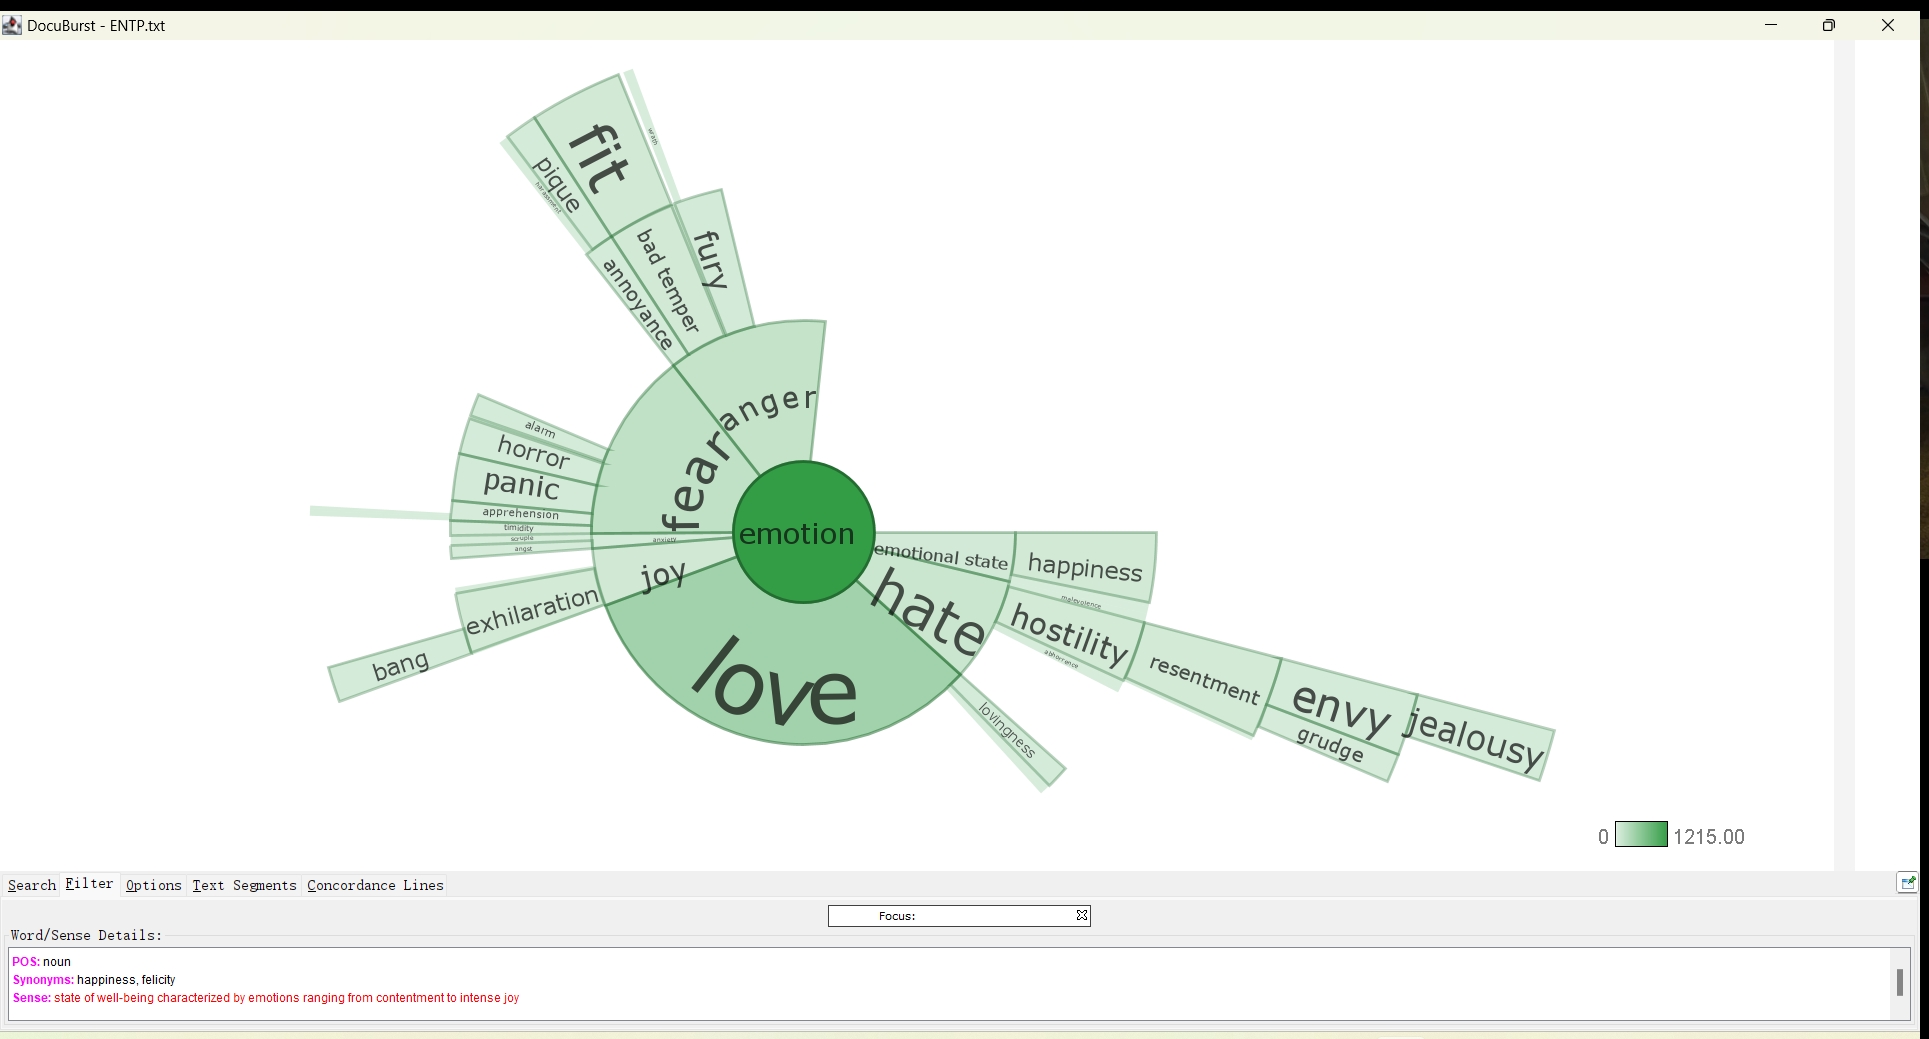 DocuBurst - ENTP.txt
fit
wrath
pique
harassment
fury
bad temper
annoyance
anger
fear
alarm
horror
panic
apprehension
timidity
scruple
angst
anxiety
emotion
emotional state
happiness
malevolence
hate
hostility
abhorrence
resentment
envy
jealousy
grudge
joy
exhilaration
bang
love
lovingness
0 1215.00
Search Filter Options Text Segments Concordance Lines
Focus:
Word/Sense Details:
POS: noun
Synonyms: happiness, felicity
Sense: state of well-being characterized by emotions ranging from contentment to intense joy